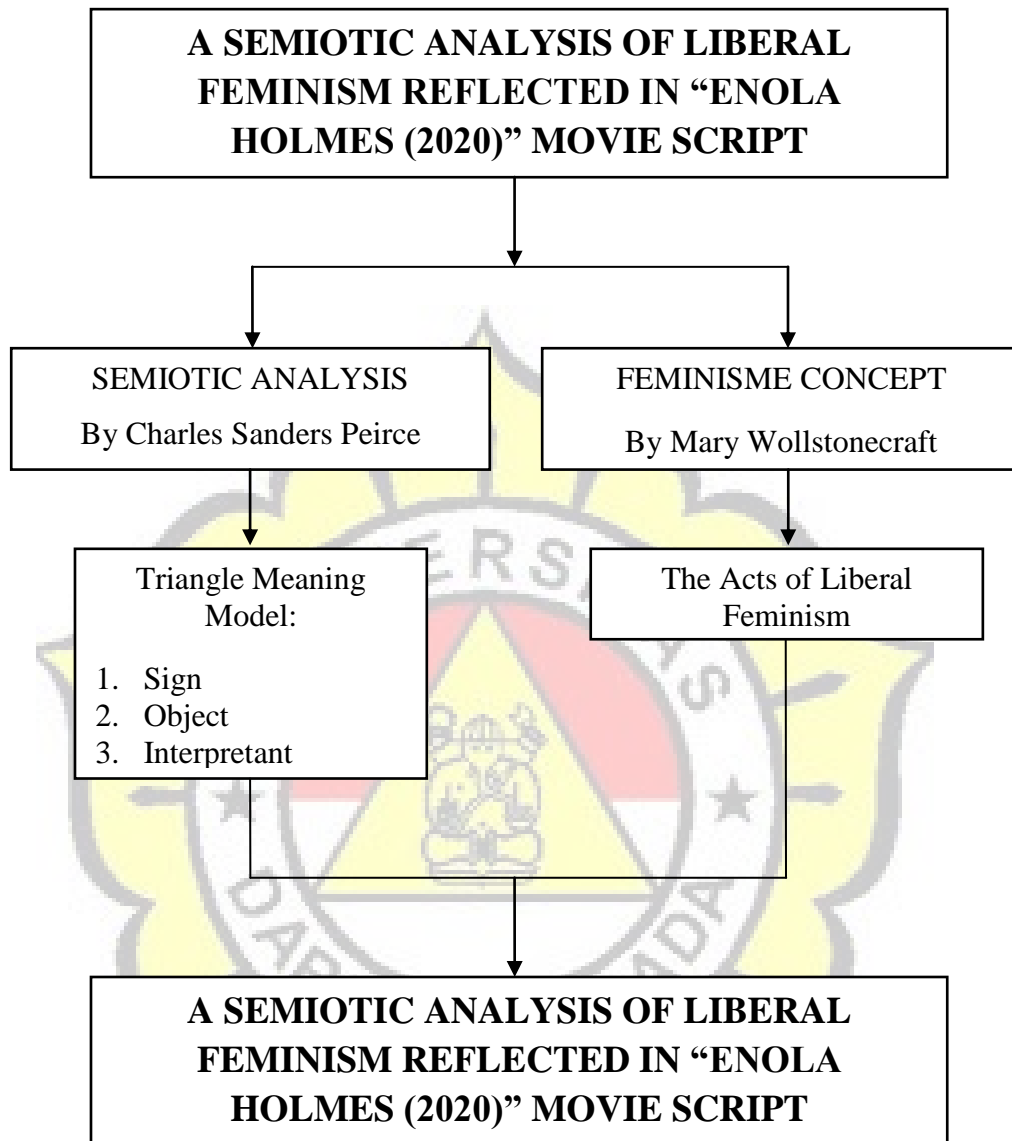 A SEMIOTIC ANALYSIS OF LIBERAL
FEMINISM REFLECTED IN “ENOLA
HOLMES (2020)” MOVIE SCRIPT
SEMIOTIC ANALYSIS
By Charles Sanders Peirce
FEMINISME CONCEPT
By Mary Wollstonecraft
Triangle Meaning
Model:
1. Sign
2. Object
3. Interpretant
The Acts of Liberal
Feminism
A SEMIOTIC ANALYSIS OF LIBERAL
FEMINISM REFLECTED IN “ENOLA
HOLMES (2020)” MOVIE SCRIPT